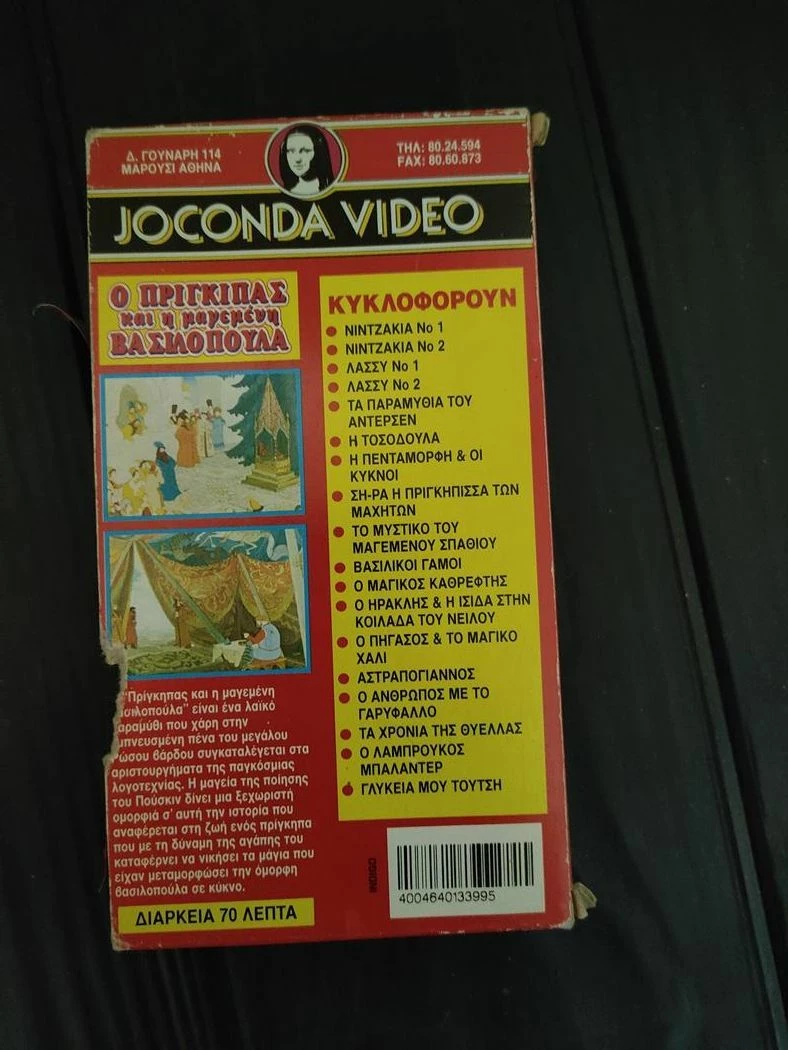 Δ. ΓΟΥΝΑΡΗ 114
ΜΑΡΟΥΣΙ ΑΘΗΝΑ
ΤΗΛ: 80.24.594
FAX: 80.60.873
JOCONDA VIDEO
Ο ΠΡΙΓΚΙΠΑΣ
και η μαγεμένη
ΒΑΣΙΛΟΠΟΥΛΑ
"Πρίγκηπας και η μαγεμένη
σιλοπούλα" είναι ένα λαϊκό
αραμύθι που χάρη στην
πνευσμένη πένα του μεγάλου
ώσου βάρδου συγκαταλέγεται στα
αριστουργήματα της παγκόσμιας
λογοτεχνίας. Η μαγεία της ποίησης
του Πούσκιν δίνει μια ξεχωριστή
ομορφιά σ' αυτή την ιστορία που
αναφέρεται στη ζωή ενός πρίγκηπα
που με τη δύναμη της αγάπης του
καταφέρνει να νικήσει τα μάγια που
είχαν μεταμορφώσει την όμορφη
βασιλοπούλα σε κύκνο.
ΔΙΑΡΚΕΙΑ 70 ΛΕΠΤΑ
ΚΥΚΛΟΦΟΡΟΥΝ
ΝΙΝΤΖΑΚΙΑ Νο 1
ΝΙΝΤΖΑΚΙΑ Νο 2
ΛΑΣΣΥ Νο 1
ΛΑΣΣΥ Νο 2
ΤΑ ΠΑΡΑΜΥΘΙΑ ΤΟΥ
ΑΝΤΕΡΣΕΝ
Η ΤΟΣΟΔΟΥΛΑ
Η ΠΕΝΤΑΜΟΡΦΗ & ΟΙ
ΚΥΚΝΟΙ
ΣΗ-ΡΑ Η ΠΡΙΓΚΗΠΙΣΣΑ ΤΩΝ
ΜΑΧΗΤΩΝ
ΤΟ ΜΥΣΤΙΚΟ ΤΟΥ
ΜΑΓΕΜΕΝΟΥ ΣΠΑΘΙΟΥ
ΒΑΣΙΛΙΚΟΙ ΓΑΜΟΙ
Ο ΜΑΓΙΚΟΣ ΚΑΘΡΕΦΤΗΣ
Ο ΗΡΑΚΛΗΣ & Η ΙΣΙΔΑ ΣΤΗΝ
ΚΟΙΛΑΔΑ ΤΟΥ ΝΕΙΛΟΥ
Ο ΠΗΓΑΣΟΣ & ΤΟ ΜΑΓΙΚΟ
ΧΑΛΙ
ΑΣΤΡΑΠΟΓΙΑΝΝΟΣ
Ο ΑΝΘΡΩΠΟΣ ΜΕ ΤΟ
ΓΑΡΥΦΑΛΛΟ
ΤΑ ΧΡΟΝΙΑ ΤΗΣ ΘΥΕΛΛΑΣ
Ο ΛΑΜΠΡΟΥΚΟΣ
ΜΠΑΛΑΝΤΕΡ
ΓΛΥΚΕΙΑ ΜΟΥ ΤΟΥΤΣΗ
4004640133995